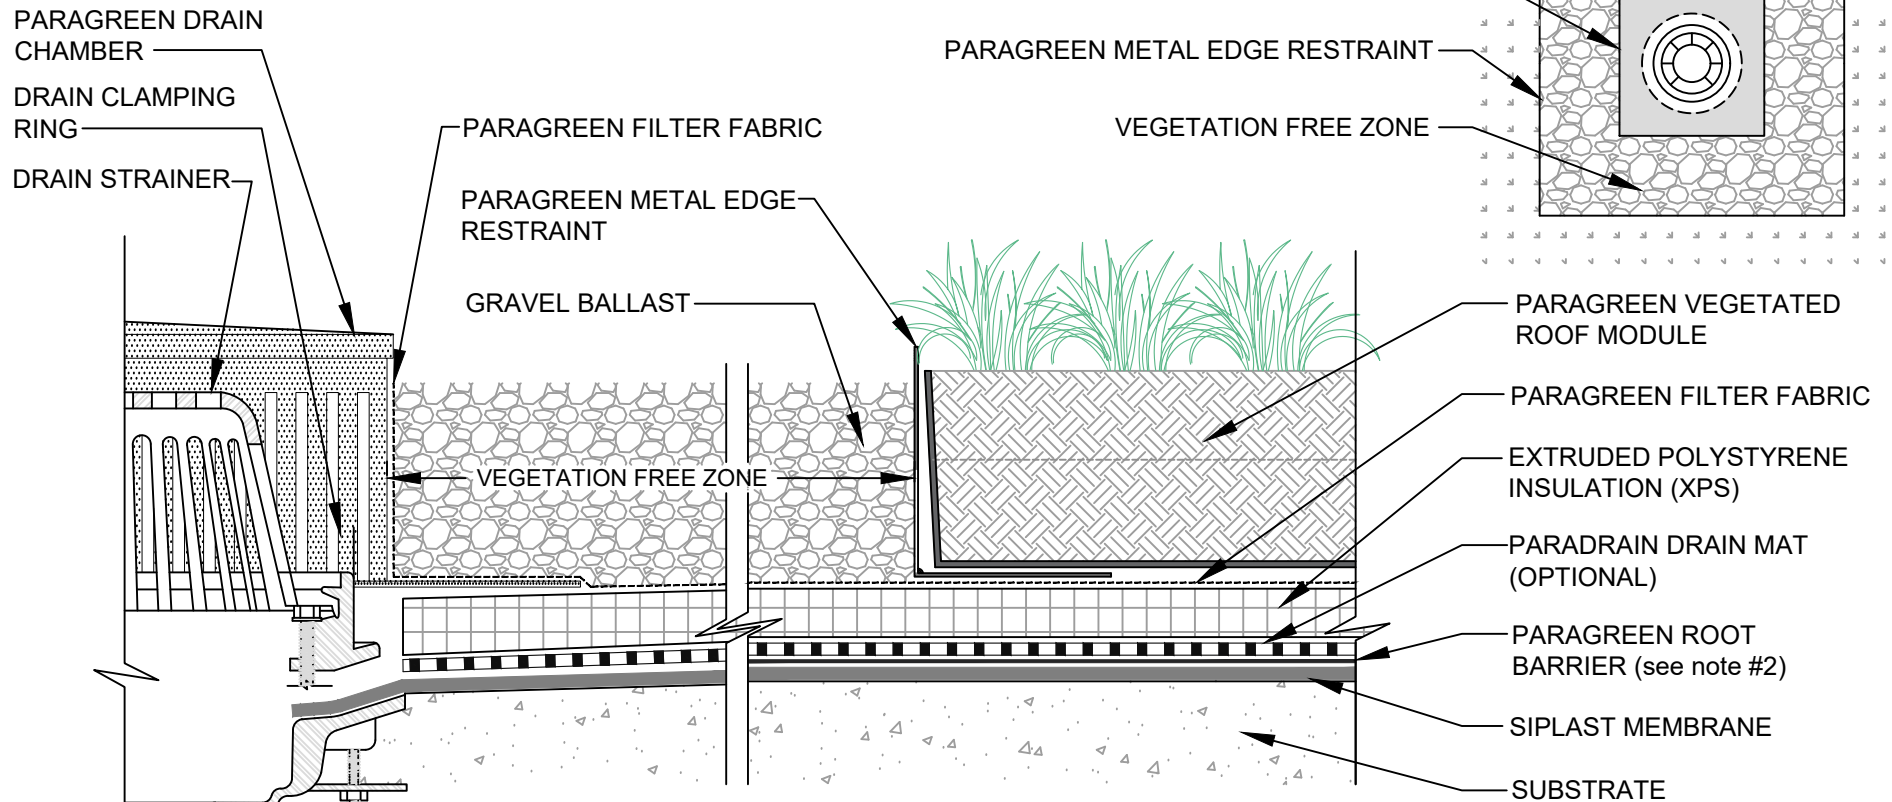 PARAGREEN DRAIN
CHAMBER
DRAIN CLAMPING
RING
DRAIN STRAINER
PARAGREEN FILTER FABRIC
PARAGREEN METAL EDGE
RESTRAINT
GRAVEL BALLAST
VEGETATION FREE ZONE
PARAGREEN METAL EDGE RESTRAINT
VEGETATION FREE ZONE
PARAGREEN VEGETATED
ROOF MODULE
PARAGREEN FILTER FABRIC
EXTRUDED POLYSTYRENE
INSULATION (XPS)
PARADRAIN DRAIN MAT
(OPTIONAL)
PARAGREEN ROOT
BARRIER (see note #2)
SIPLAST MEMBRANE
SUBSTRATE